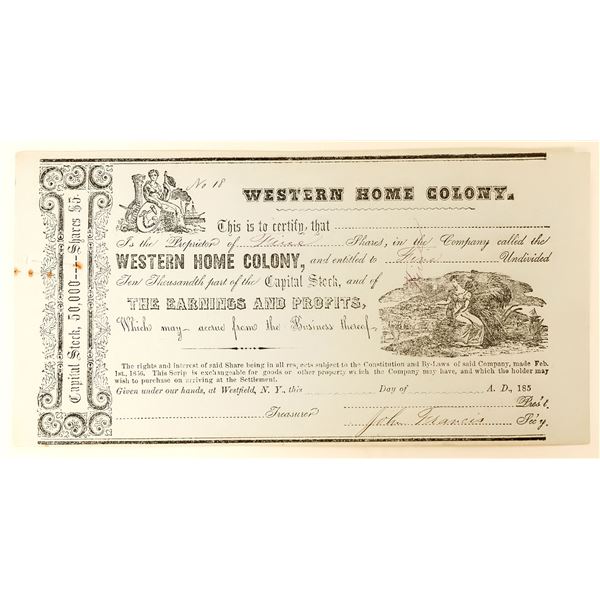 Capital Stock, 50,000---Shares $5
No 18
WESTERN HOME COLONY.
This is to certify, that
Is the Proprietor of Shares, in the Company called the
WESTERN HOME COLONY, and entitled to Undivided
Ten Thousandth part of the Capital Stock, and of
THE EARNINGS AND PROFITS,
Which may accrue from the Business thereof.
The rights and interest of said Share being in all respects subject to the Constitution and By-Laws of said Company, made Feb.
1st, 1856. This Scrip is exchangeable for goods or other property which the Company may have, and which the holder may
wish to purchase on arriving at the Settlement.
Given under our hands, at Westfield, N. Y., this Day of A. D., 185
Pres't.
Treasurer John Francis Sec'y.